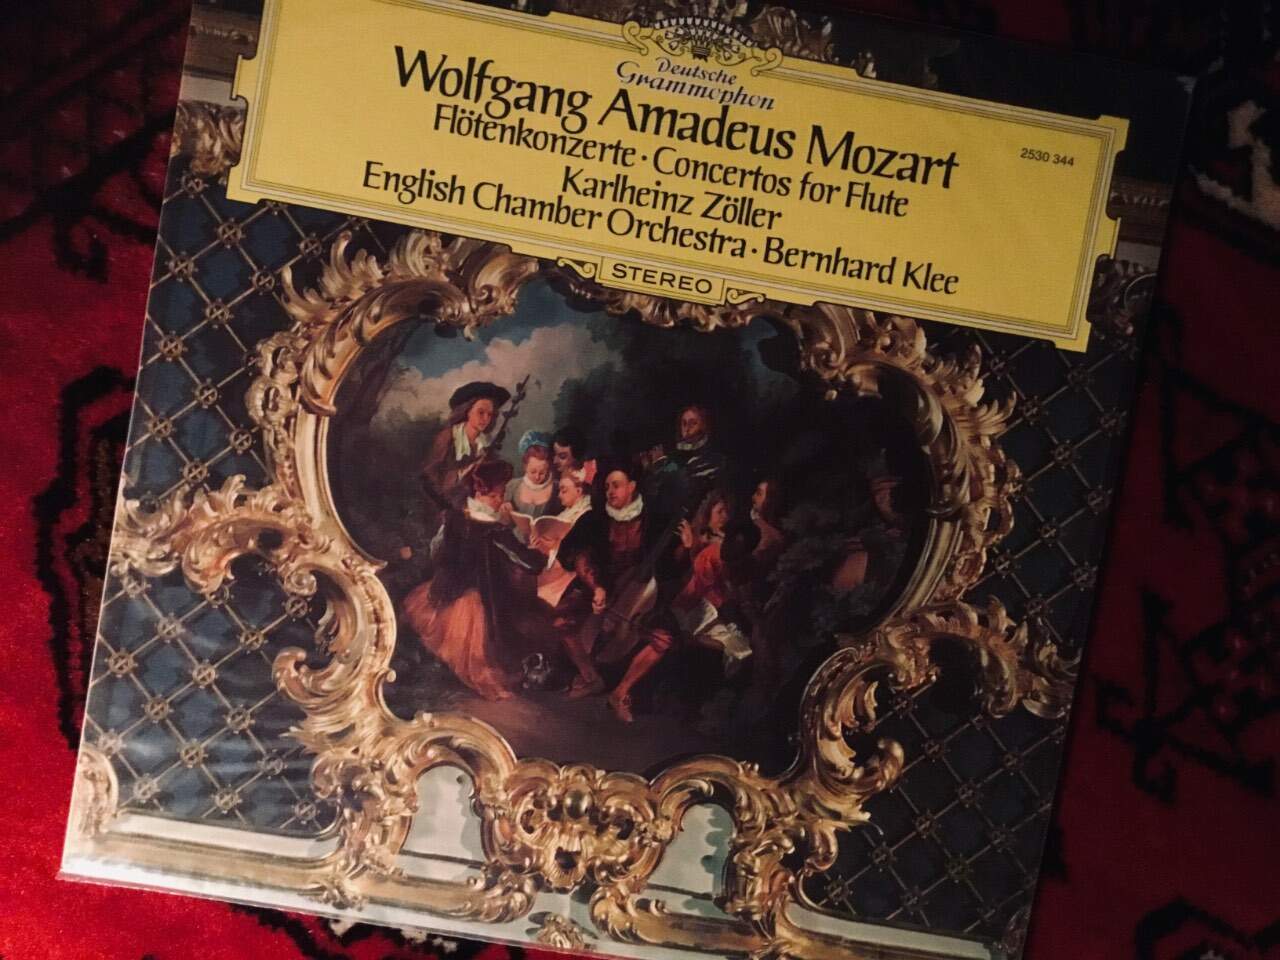 Deutsche
Grammophon
Wolfgang Amadeus Mozart
2530 344
Flötenkonzerte · Concertos for Flute
Karlheinz Zöller
English Chamber Orchestra · Bernhard Klee
STEREO